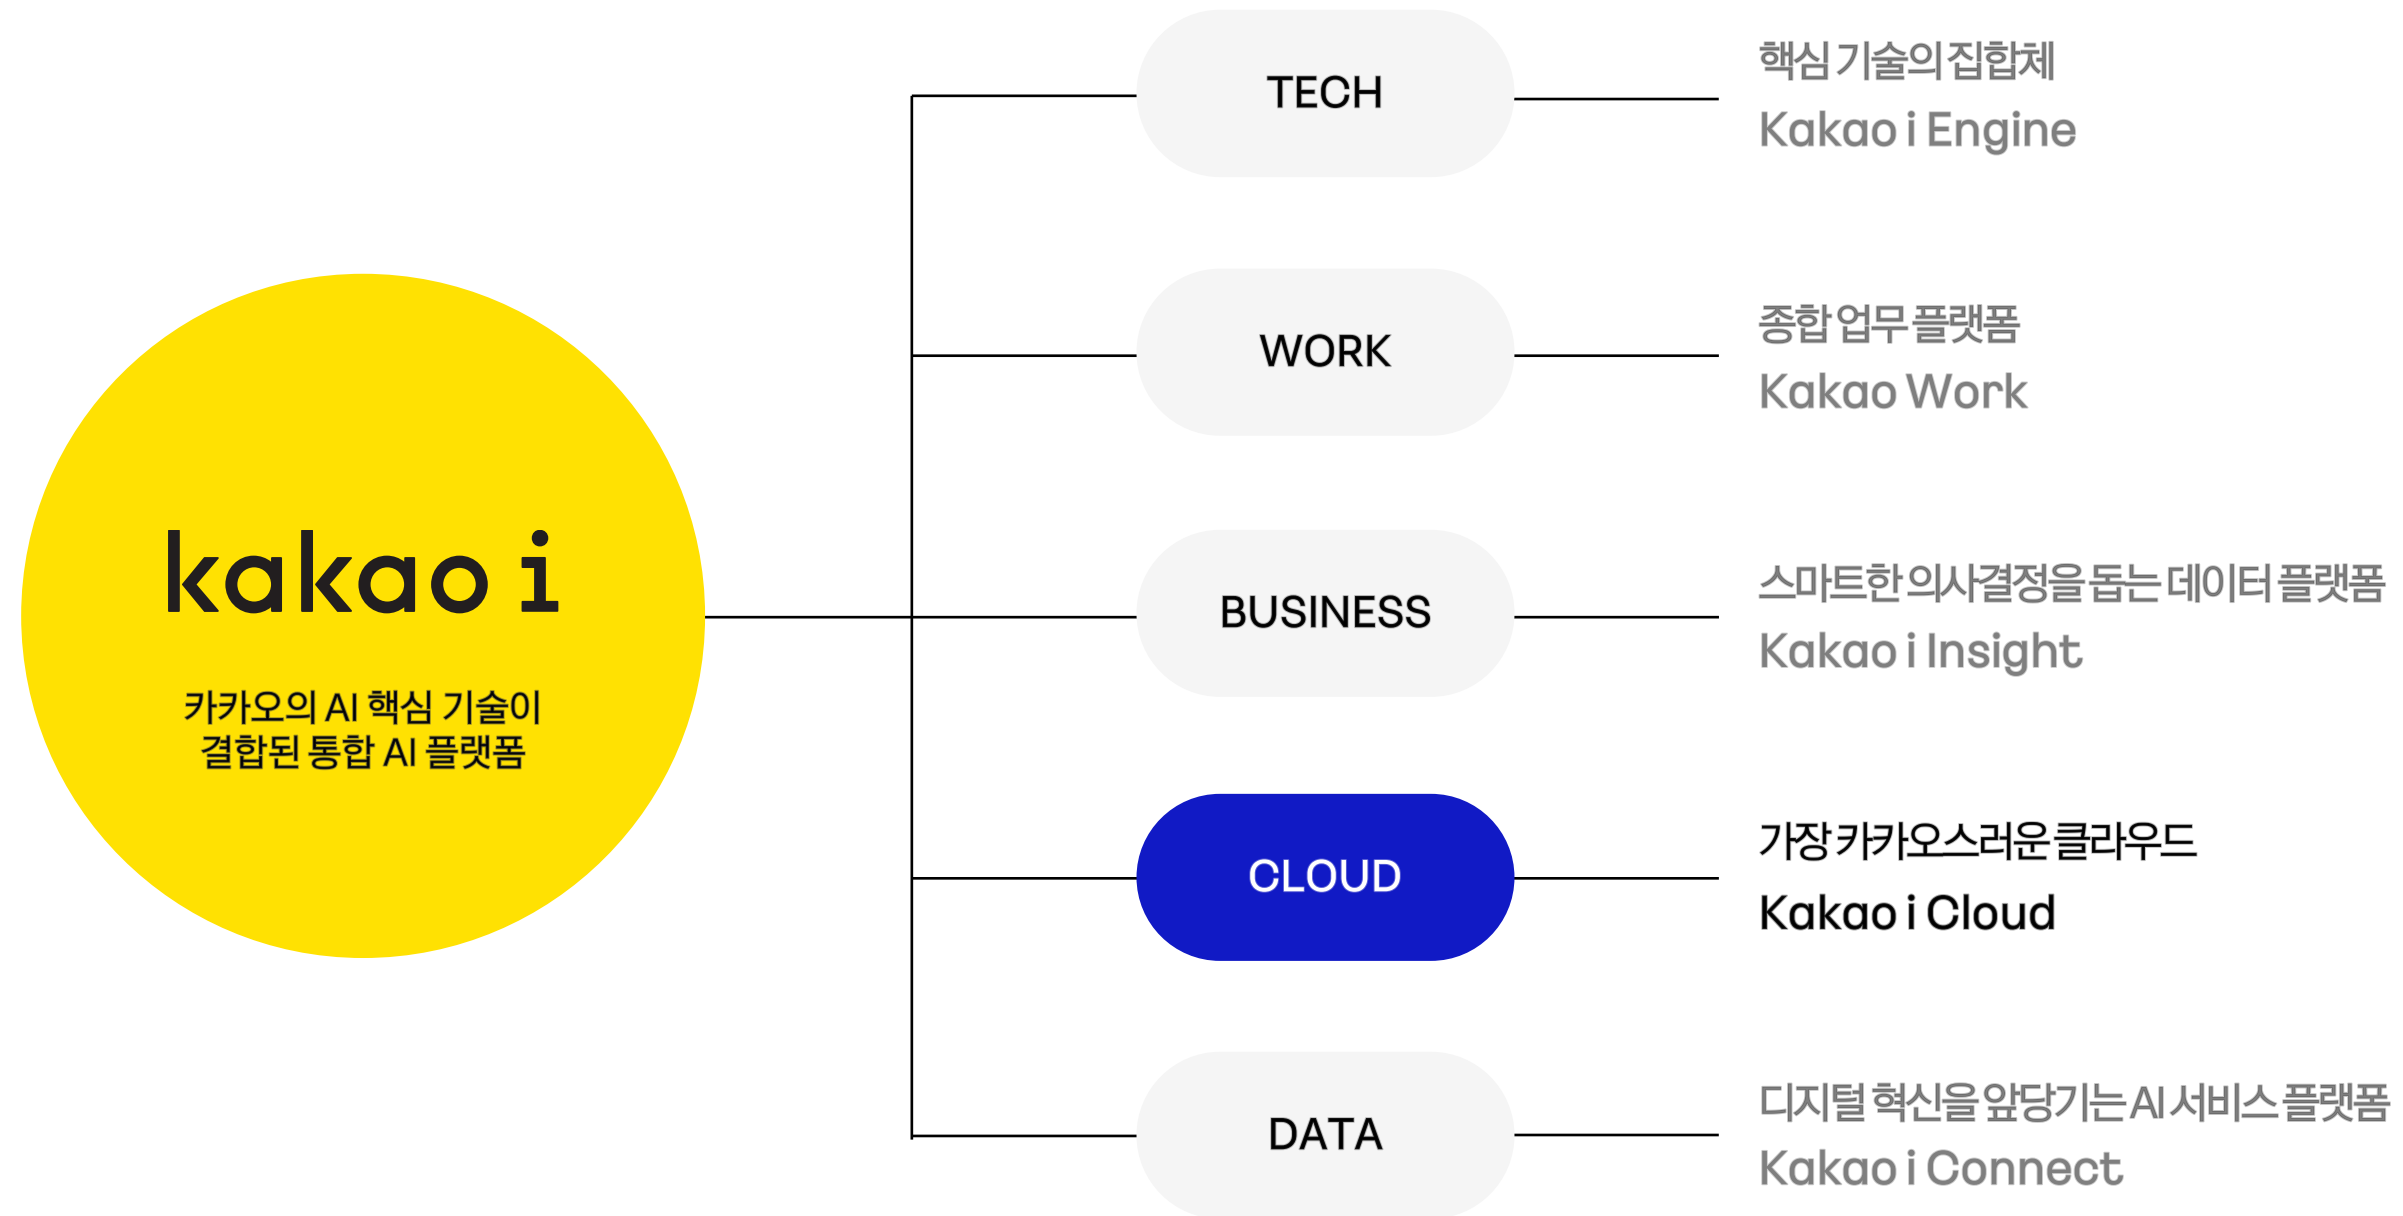 kakao i
카카오의 AI 핵심 기술이
결합된 통합 AI 플랫폼
TECH
핵심 기술의 집합체
Kakao i Engine
WORK
종합 업무 플랫폼
Kakao Work
BUSINESS
스마트한 의사결정을 돕는 데이터 플랫폼
Kakao i Insight
CLOUD
가장 카카오스러운 클라우드
Kakao i Cloud
DATA
디지털 혁신을 앞당기는 AI 서비스 플랫폼
Kakao i Connect